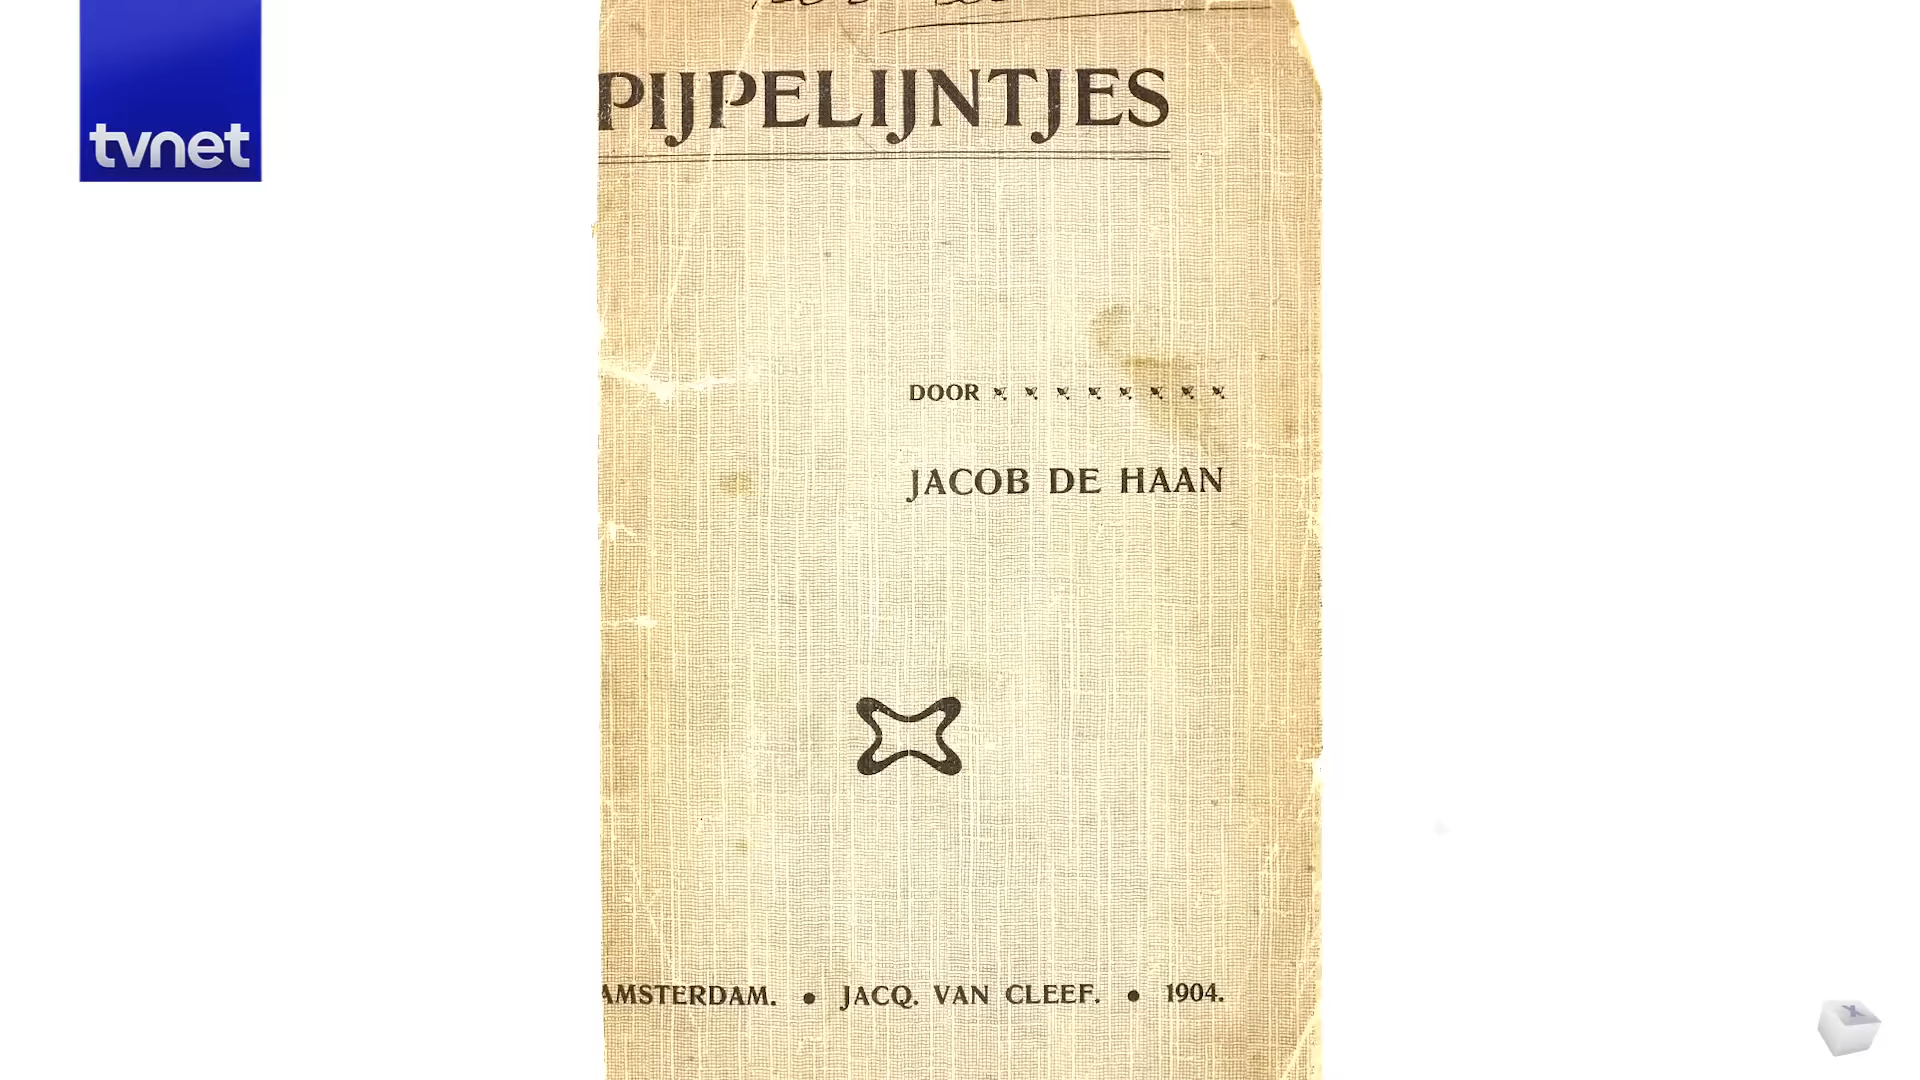 tvnet
PIJPELIJNTJES
DOOR
JACOB DE HAAN
AMSTERDAM. • JACQ. VAN CLEEF. • 1904.